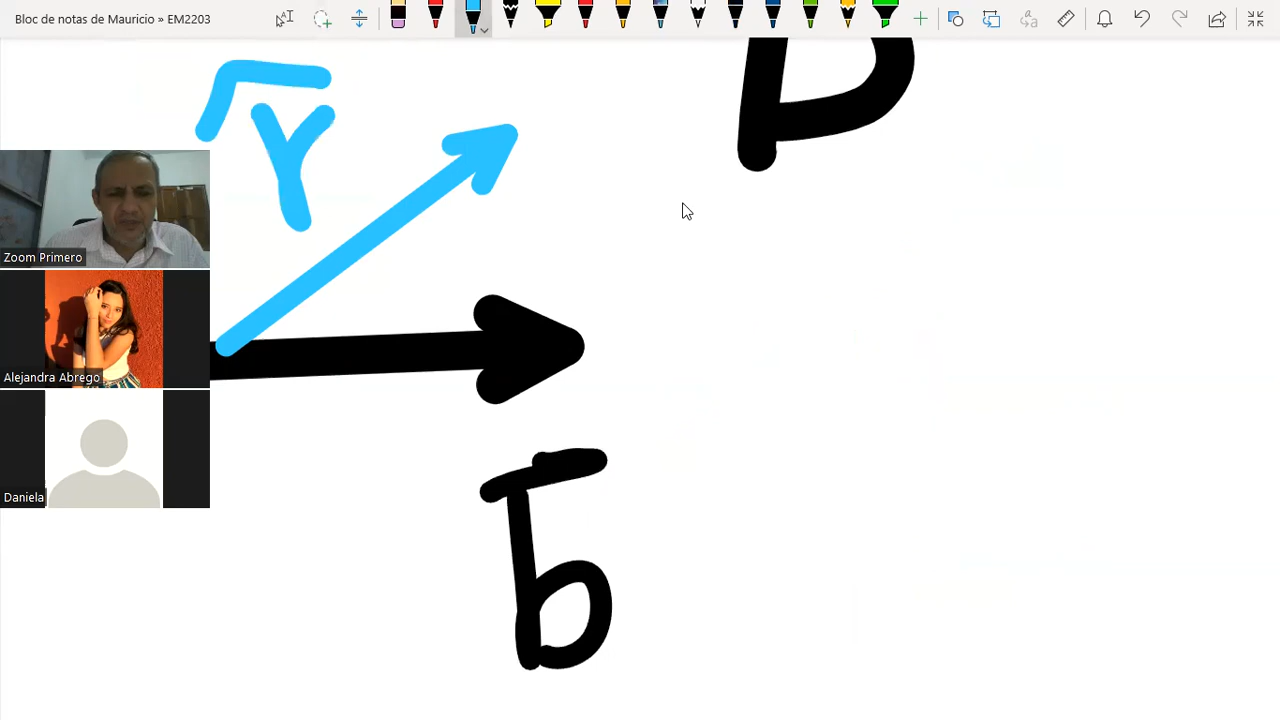 Bloc de notas de Mauricio » EM2203
Zoom Primero
Alejandra Abrego
Daniela
b